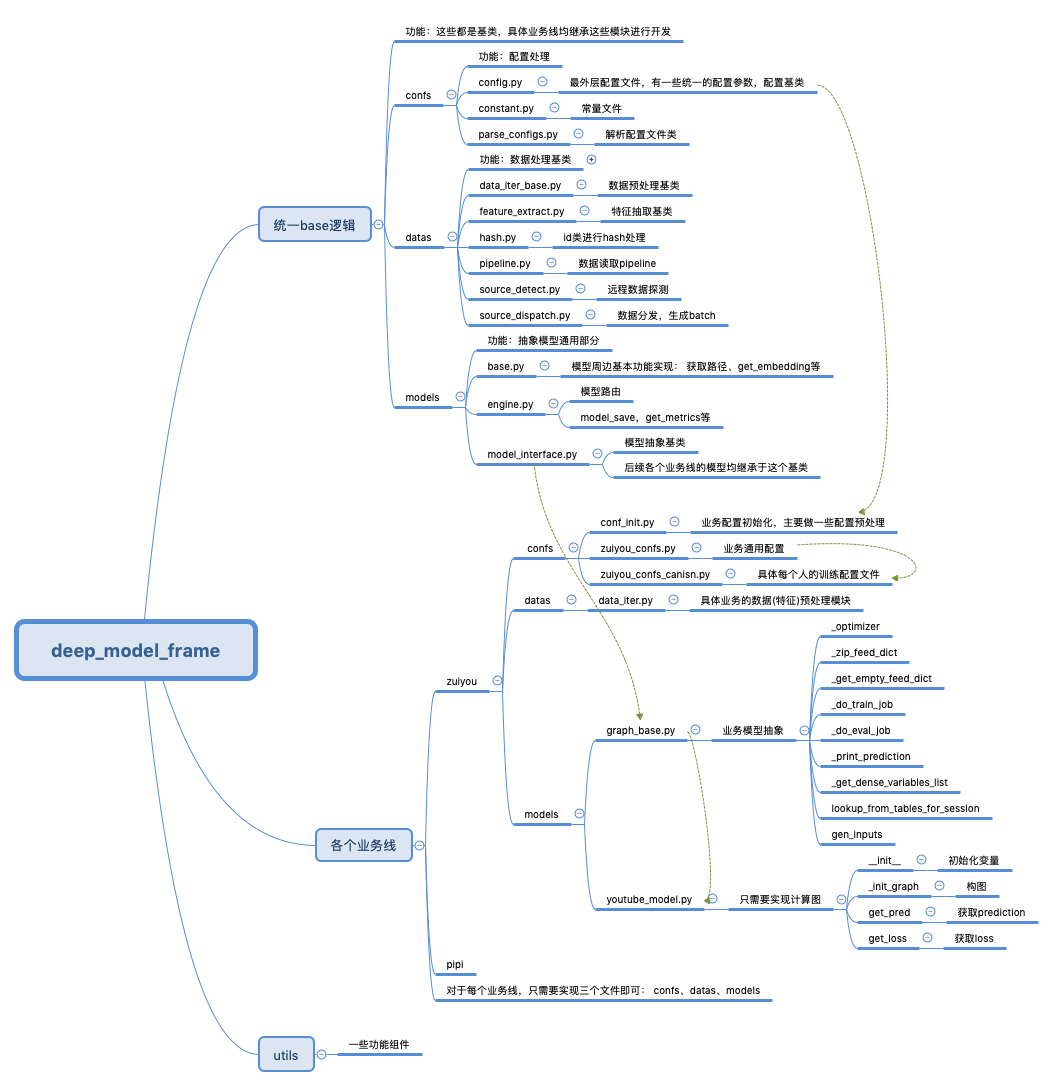 deep_model_frame
统一base逻辑
功能：这些都是基类，具体业务线均继承这些模块进行开发
confs
功能：配置处理
config.py
最外层配置文件，有一些统一的配置参数，配置基类
constant.py
常量文件
parse_configs.py
解析配置文件类
datas
功能：数据处理基类
data_iter_base.py
数据预处理基类
feature_extract.py
特征抽取基类
hash.py
id类进行hash处理
pipeline.py
数据读取pipeline
source_detect.py
远程数据探测
source_dispatch.py
数据分发，生成batch
models
功能：抽象模型通用部分
base.py
模型周边基本功能实现： 获取路径、get_embedding等
engine.py
模型路由
model_save，get_metrics等
model_interface.py
模型抽象基类
后续各个业务线的模型均继承于这个基类
各个业务线
zuiyou
confs
conf_init.py
业务配置初始化，主要做一些配置预处理
zuiyou_confs.py
业务通用配置
zuiyou_confs_canisn.py
具体每个人的训练配置文件
datas
data_iter.py
具体业务的数据(特征)预处理模块
models
graph_base.py
业务模型抽象
_optimizer
_zip_feed_dict
_get_empty_feed_dict
_do_train_job
_do_eval_job
_print_prediction
_get_dense_variables_list
lookup_from_tables_for_session
gen_inputs
youtube_model.py
只需要实现计算图
__init__
初始化变量
_init_graph
构图
get_pred
获取prediction
get_loss
获取loss
pipi
对于每个业务线，只需要实现三个文件即可： confs、datas、models
utils
一些功能组件